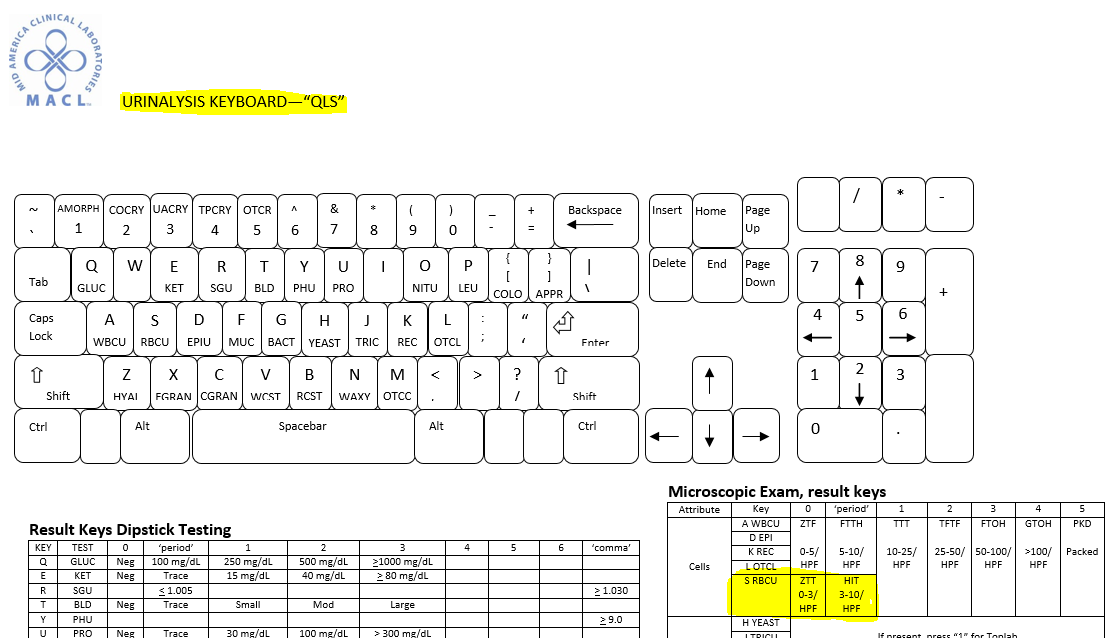 MID AMERICA CLINICAL LABORATORIES
MACL
URINALYSIS KEYBOARD—“QLS”
~ AMORPH COCRY UACRY TPCRY OTCR ^ & * ( ) _ + Backspace
` 1 2 3 4 5 6 7 8 9 0 - =
Insert Home Page Up
/ * -
Tab Q W E R T Y U I O P { } |
GLUC KET SGU BLD PHU PRO NITU LEU [ ] \
COLO APPR
Delete End Page Down
7 8 9 +
Caps Lock A S D F G H J K L : “
WBCU RBCU EPIU MUC BACT YEAST TRIC REC OTCL ; ‘ Enter
4 5 6
Shift Z X C V B N M < > ? Shift
HYAL FGRAN CGRAN WCST RCST WAXY OTCC , /
1 2 3
Ctrl Alt Spacebar Alt Ctrl
0 .
Microscopic Exam, result keys
Attribute Key 0 ‘period’ 1 2 3 4 5
Cells
A WBCU ZTF FTTH TTT TFTF FTOH GTOH PKD
D EPI
K REC 0-5/ 5-10/ 10-25/ 25-50/ 50-100/ >100/ Packed
L OTCL HPF HPF HPF HPF HPF HPF
S RBCU ZTT HIT
0-3/ 3-10/
HPF HPF
H YEAST
If present, press “1” for Toplab
Result Keys Dipstick Testing
KEY TEST 0 ‘period’ 1 2 3 4 5 6 ‘comma’
Q GLUC Neg 100 mg/dL 250 mg/dL 500 mg/dL ≥1000 mg/dL
E KET Neg Trace 15 mg/dL 40 mg/dL ≥ 80 mg/dL
R SGU ≤ 1.005 ≥ 1.030
T BLD Neg Trace Small Mod Large
Y PHU ≥ 9.0
U PRO Neg Trace 30 mg/dL 100 mg/dL > 300 mg/dL